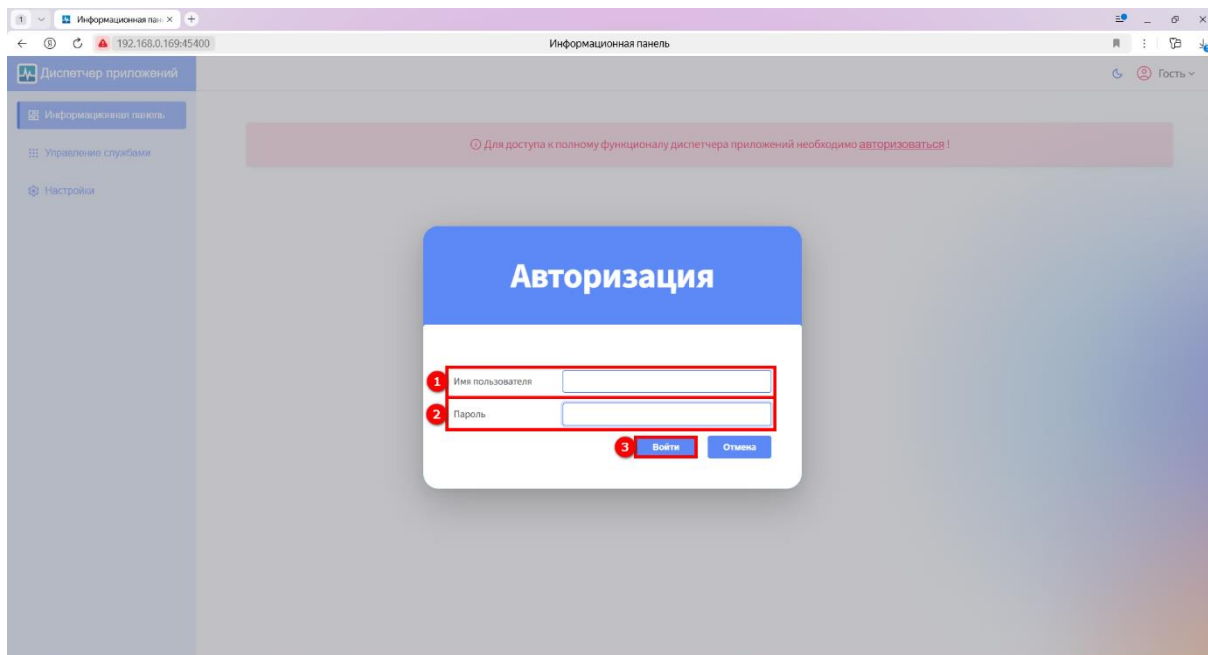 1
Информационная пан
192.168.0.169:45400
Информационная панель
Диспетчер приложений
Гость
Информационная панель
Управление службами
Настройки
Для доступа к полному функционалу диспетчера приложений необходимо авторизоваться !
Авторизация
1 Имя пользователя
2 Пароль
3 Войти Отмена